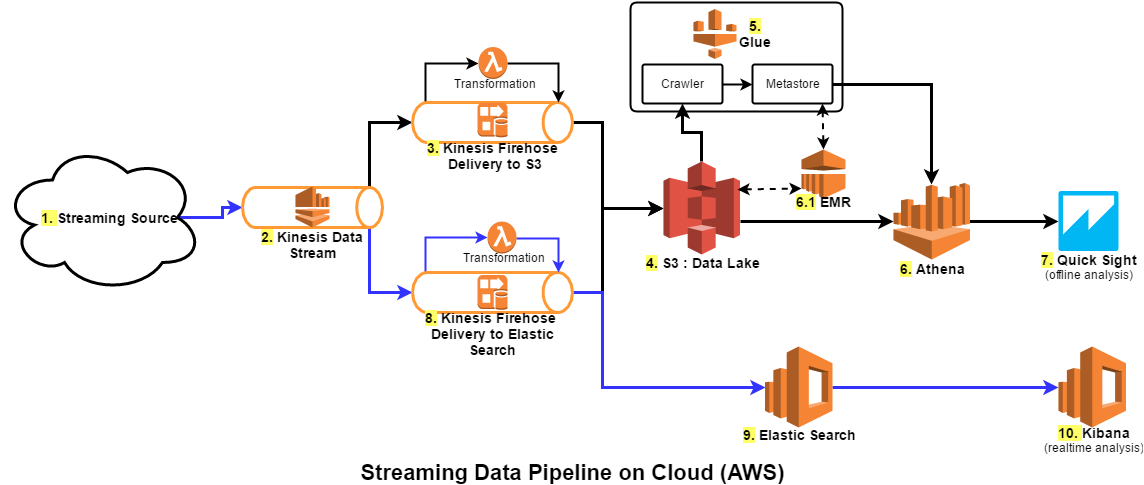 5.
Glue
Crawler
Metastore
Transformation
3. Kinesis Firehose
Delivery to S3
6.1 EMR
1. Streaming Source
2. Kinesis Data
Stream
Transformation
4. S3 : Data Lake
6. Athena
7. Quick Sight
(offline analysis)
8. Kinesis Firehose
Delivery to Elastic
Search
9. Elastic Search
10. Kibana
(realtime analysis)
Streaming Data Pipeline on Cloud (AWS)